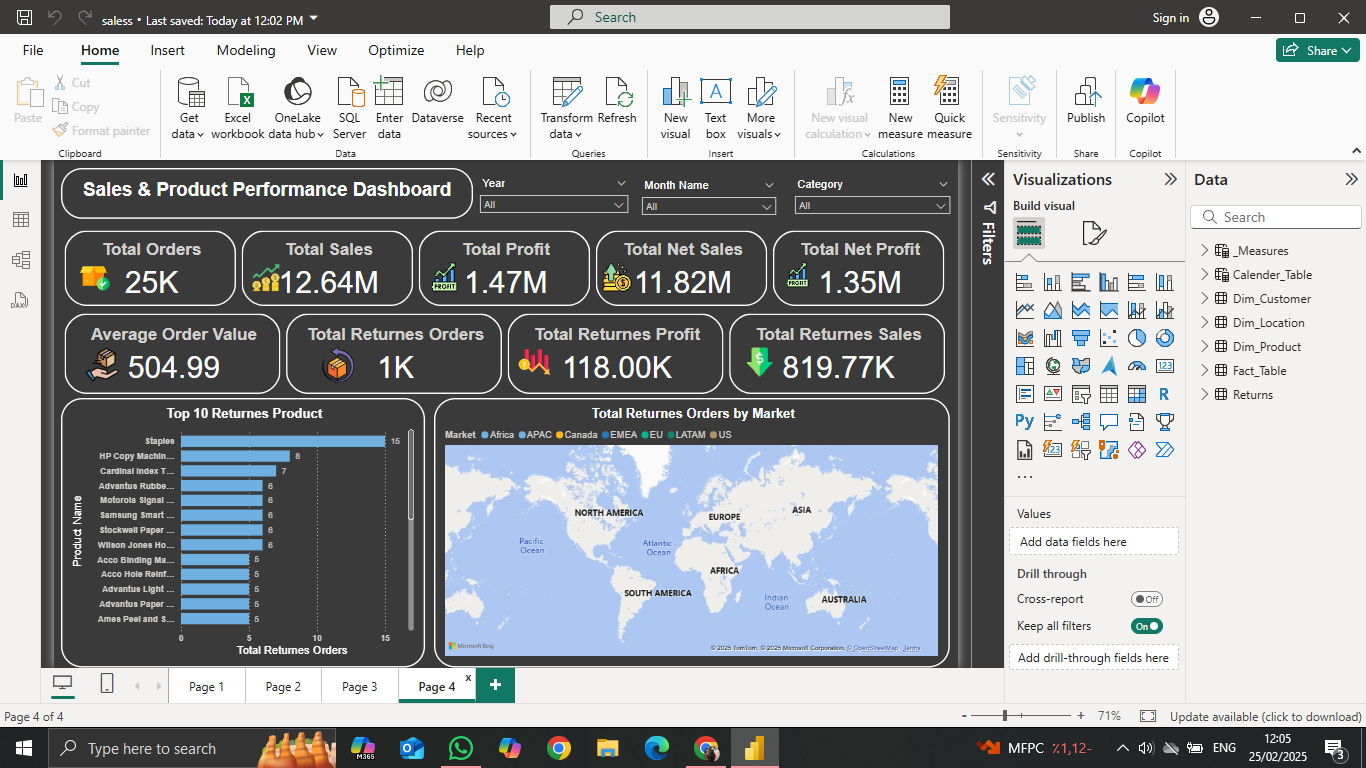 saless • Last saved: Today at 12:02 PM
Search
Sign in
File Home Insert Modeling View Optimize Help
Share
Paste
Cut
Copy
Format painter
Get data
Excel workbook
OneLake data hub
SQL Server
Enter data
Dataverse
Recent sources
Transform data
Refresh
New visual
Text box
More visuals
New visual calculation
New measure
Quick measure
Sensitivity
Publish
Copilot
Clipboard
Data
Queries
Insert
Calculations
Sensitivity
Share
Copilot
DAX
Sales & Product Performance Dashboard
Year
All
Month Name
All
Category
All
Total Orders
25K
Total Sales
12.64M
Total Profit
PROFIT
1.47M
Total Net Sales
11.82M
Total Net Profit
PROFIT
1.35M
Average Order Value
504.99
Total Returnes Orders
1K
Total Returnes Profit
118.00K
Total Returnes Sales
819.77K
Top 10 Returnes Product
Product Name
Staples 15
HP Copy Machin... 8
Cardinal Index T... 7
Advantus Rubbe... 6
Motorola Signal ... 6
Samsung Smart ... 6
Stockwell Paper ... 6
Wilson Jones Ho... 6
Acco Binding Ma... 5
Acco Hole Reinf... 5
Advantus Light ... 5
Advantus Paper ... 5
Ames Peel and S... 5
0 5 10 15
Total Returnes Orders
Total Returnes Orders by Market
Market Africa APAC Canada EMEA EU LATAM US
NORTH AMERICA
EUROPE
ASIA
Pacific
Ocean
Atlantic
Ocean
AFRICA
SOUTH AMERICA
Indian
Ocean
AUSTRALIA
Microsoft Bing
© 2025 TomTom, © 2025 Microsoft Corporation, © OpenStreetMap Terms
Filters
Visualizations
Build visual
123
R
Py
...
Values
Add data fields here
Drill through
Cross-report
Off
Keep all filters
On
Add drill-through fields here
Data
Search
_Measures
Calender_Table
Dim_Customer
Dim_Location
Dim_Product
Fact_Table
Returns
Page 1
Page 2
Page 3
Page 4
x
+
Page 4 of 4
- + 71%
Update available (click to download)
Type here to search
M365
MFPC ٪1,12-
ENG
12:05
25/02/2025
3